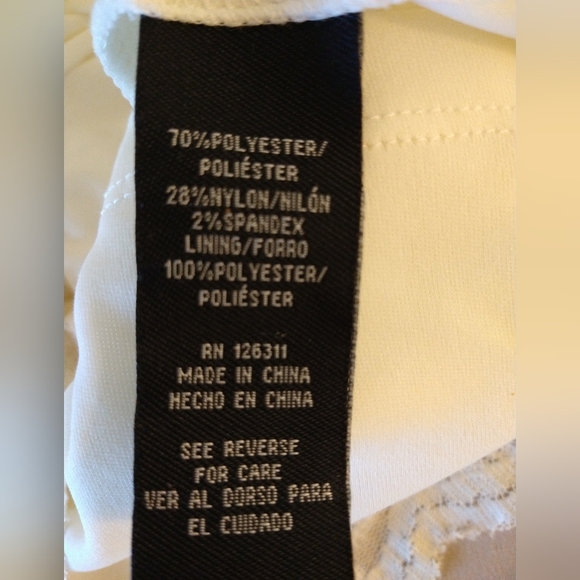 70%POLYESTER/
POLIÉSTER
28%NYLON/NILÓN
2%SPANDEX
LINING/FORRO
100%POLYESTER/
POLIÉSTER
RN 126311
MADE IN CHINA
HECHO EN CHINA
SEE REVERSE
FOR CARE
VER AL DORSO PARA
EL CUIDADO